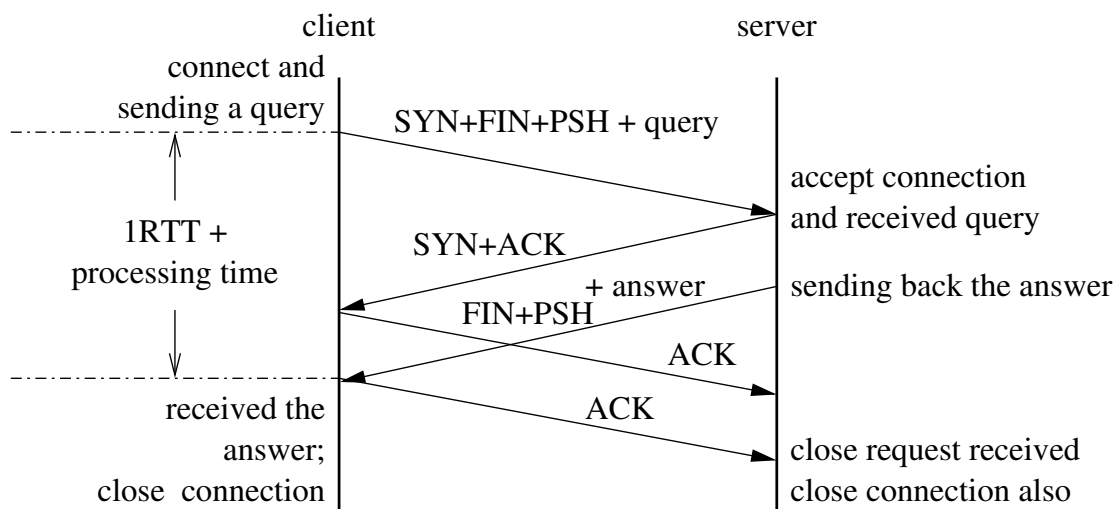 client
server
connect and
sending a query
SYN+FIN+PSH + query
accept connection
and received query
1RTT +
processing time
SYN+ACK
+ answer
sending back the answer
FIN+PSH
ACK
ACK
received the
answer;
close connection
close request received
close connection also